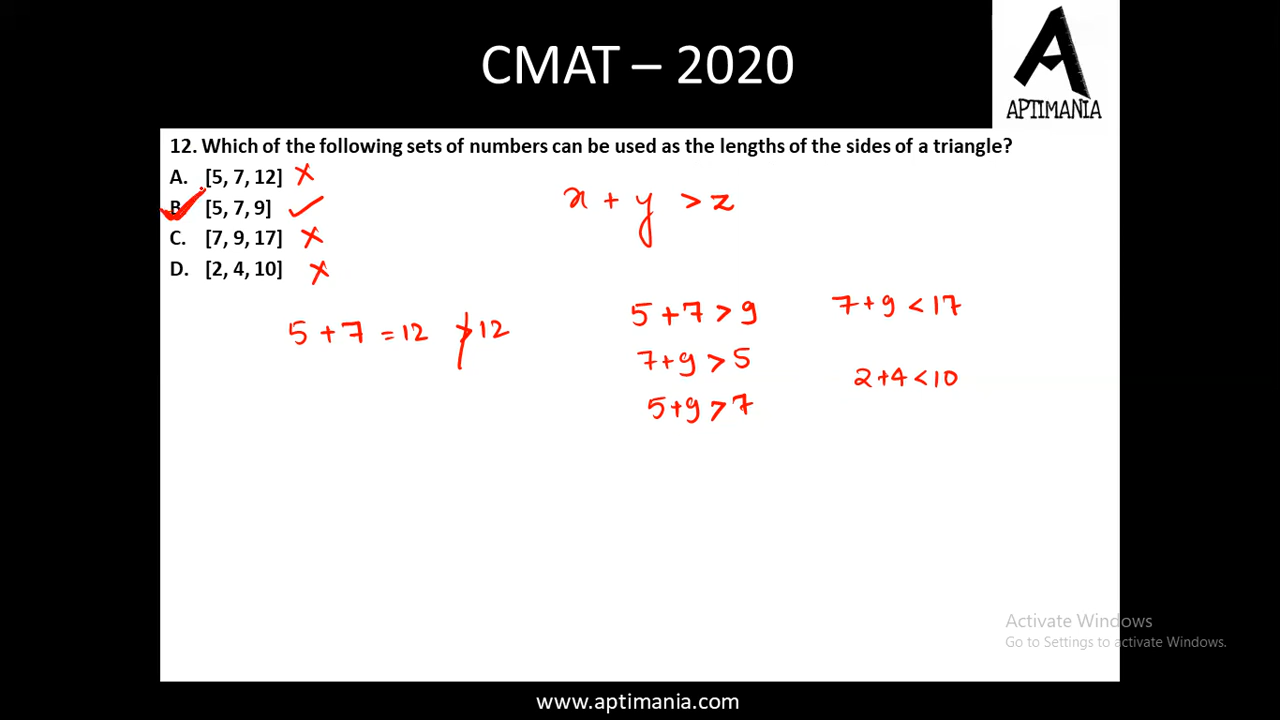 CMAT – 2020
A
APTIMANIA
12. Which of the following sets of numbers can be used as the lengths of the sides of a triangle?
A. [5, 7, 12] ×
B. [5, 7, 9] ✓
C. [7, 9, 17] ×
D. [2, 4, 10] ×
x + y > z
5 + 7 = 12 ≯ 12
5 + 7 > 9
7 + 9 > 5
5 + 9 > 7
7 + 9 < 17
2 + 4 < 10
Activate Windows
Go to Settings to activate Windows.
www.aptimania.com